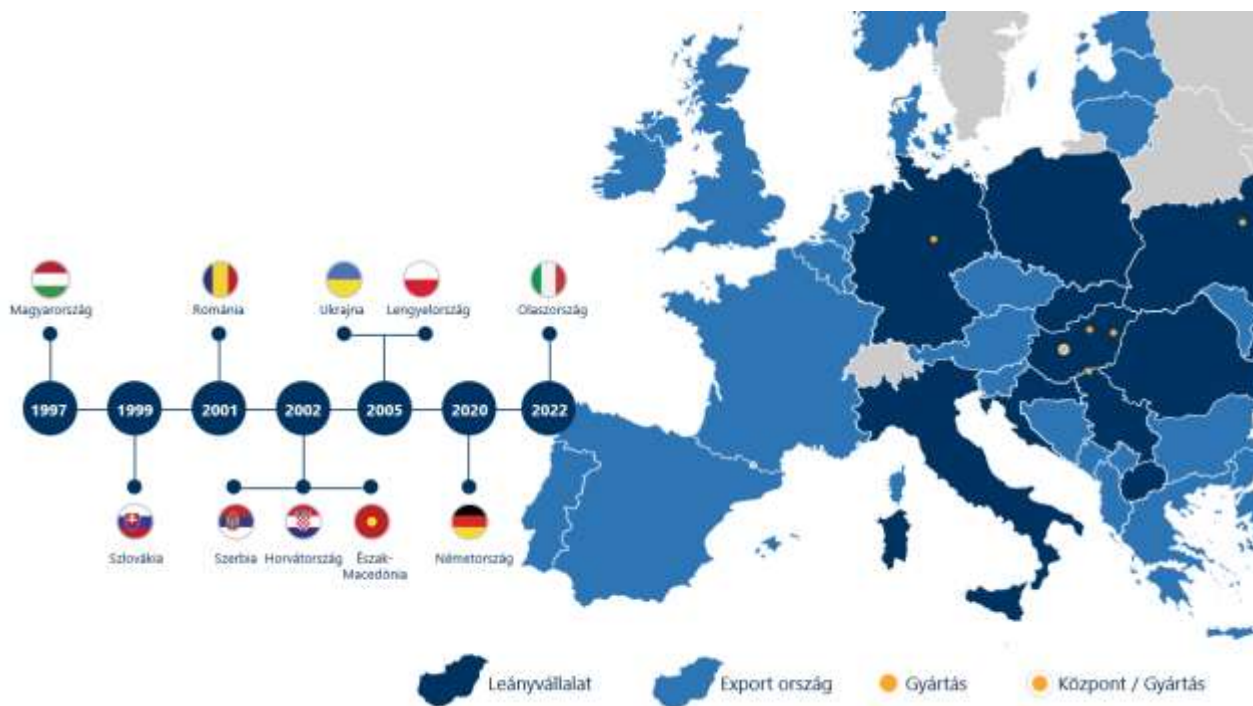 Magyarország
Románia
Ukrajna
Lengyelország
Olaszország
1997
1999
2001
2002
2005
2020
2022
Szlovákia
Szerbia
Horvátország
Észak-
Macedónia
Németország
Leányvállalat
Export ország
Gyártás
Központ / Gyártás